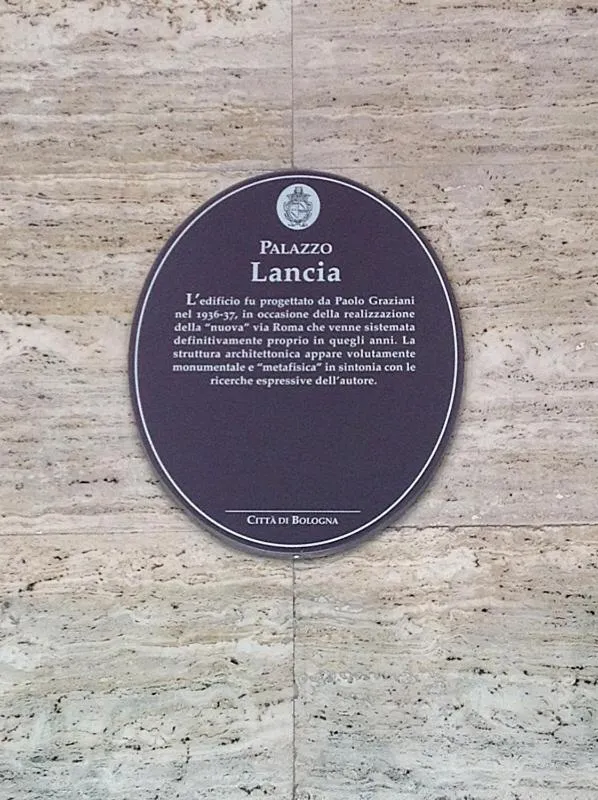 PALAZZO
Lancia
L'edificio fu progettato da Paolo Graziani
nel 1936-37, in occasione della realizzazione
della "nuova" via Roma che venne sistemata
definitivamente proprio in quegli anni. La
struttura architettonica appare volutamente
monumentale e "metafisica" in sintonia con le
ricerche espressive dell'autore.
CITTÀ DI BOLOGNA